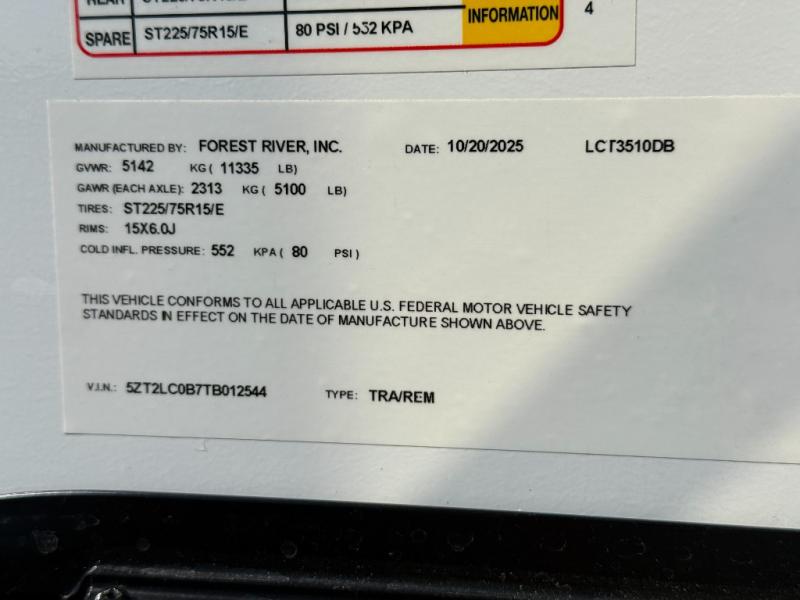 SPARE ST225/75R15/E 80 PSI / 552 KPA INFORMATION 4
MANUFACTURED BY: FOREST RIVER, INC. DATE: 10/20/2025 LCT3510DB
GVWR: 5142 KG ( 11335 LB)
GAWR (EACH AXLE): 2313 KG ( 5100 LB)
TIRES: ST225/75R15/E
RIMS: 15X6.0J
COLD INFL. PRESSURE: 552 KPA ( 80 PSI )
THIS VEHICLE CONFORMS TO ALL APPLICABLE U.S. FEDERAL MOTOR VEHICLE SAFETY
STANDARDS IN EFFECT ON THE DATE OF MANUFACTURE SHOWN ABOVE.
V.I.N.: 5ZT2LC0B7TB012544 TYPE: TRA/REM